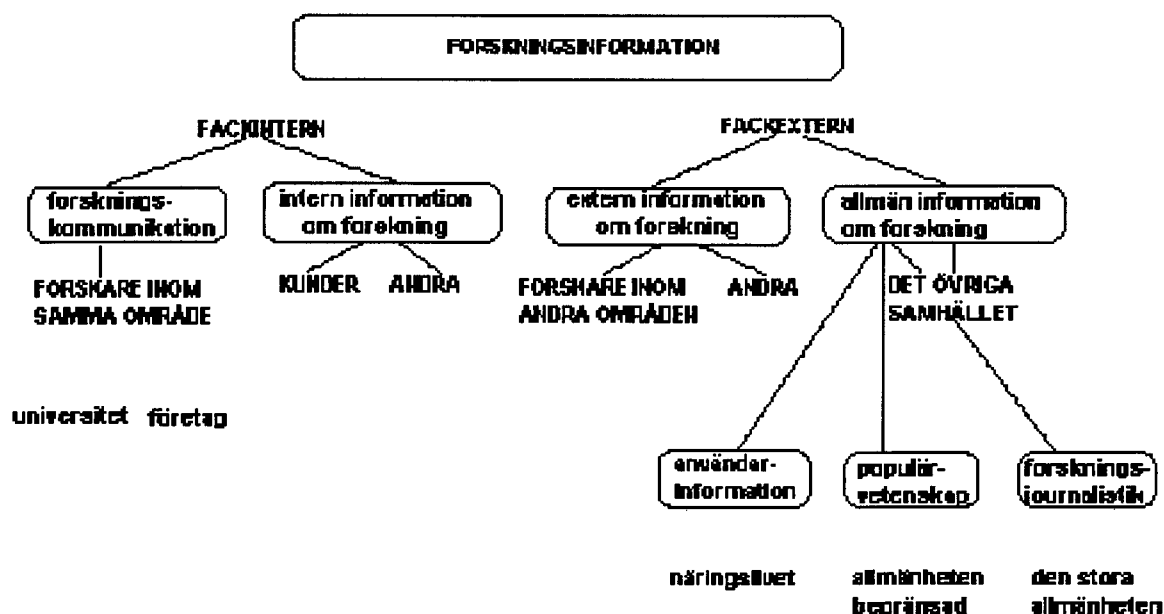 FORSKNINGSINFORMATION
FACKINTERN
FACKEXTERN
forsknings-
kommunikation
intern information
om forskning
extern information
om forskning
allmän information
om forskning
FORSKARE INOM
SAMMA OMRÅDE
KUNDER
ANDRA
FORSKARE INOM
ANDRA OMRÅDEN
ANDRA
DET ÖVRIGA
SAMHÄLLET
universitet företag
använder-
information
populär-
vetenskap
forsknings-
journalistik
näringslivet
allmänheten
begränsad
den stora
allmänheten